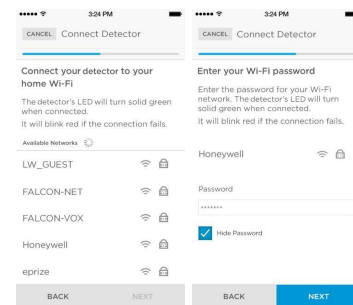 3:24 PM
CANCEL Connect Detector
Connect your detector to your
home Wi-Fi
The detector's LED will turn solid green
when connected.
It will blink red if the connection fails.
Available Networks
LW_GUEST
FALCON-NET
FALCON-VOX
Honeywell
eprize
BACK NEXT
3:24 PM
CANCEL Connect Detector
Enter your Wi-Fi password
Enter the password for your Wi-Fi
network. The detector's LED will turn
solid green when connected.
It will blink red if the connection fails.
Honeywell
Password
*******
Hide Password
BACK NEXT